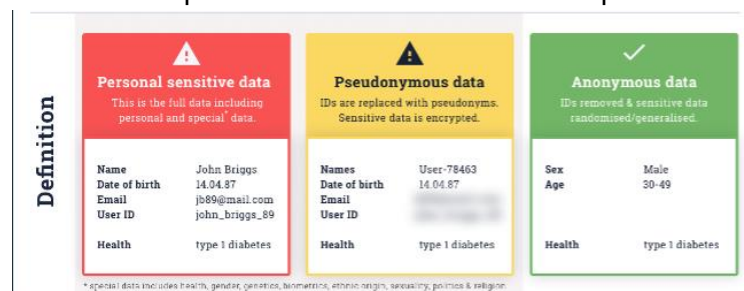 Definition
Personal sensitive data
This is the full data including
personal and special* data.
Name John Briggs
Date of birth 14.04.87
Email jb89@mail.com
User ID john_briggs_89
Health type 1 diabetes
Pseudonymous data
IDs are replaced with pseudonyms.
Sensitive data is encrypted.
Names User-78463
Date of birth 14.04.87
Email
User ID
Health type 1 diabetes
Anonymous data
IDs removed & sensitive data
randomised/generalised.
Sex Male
Age 30-49
Health type 1 diabetes
* special data includes health, gender, genetics, biometrics, ethnic origin, sexuality, politics & religion